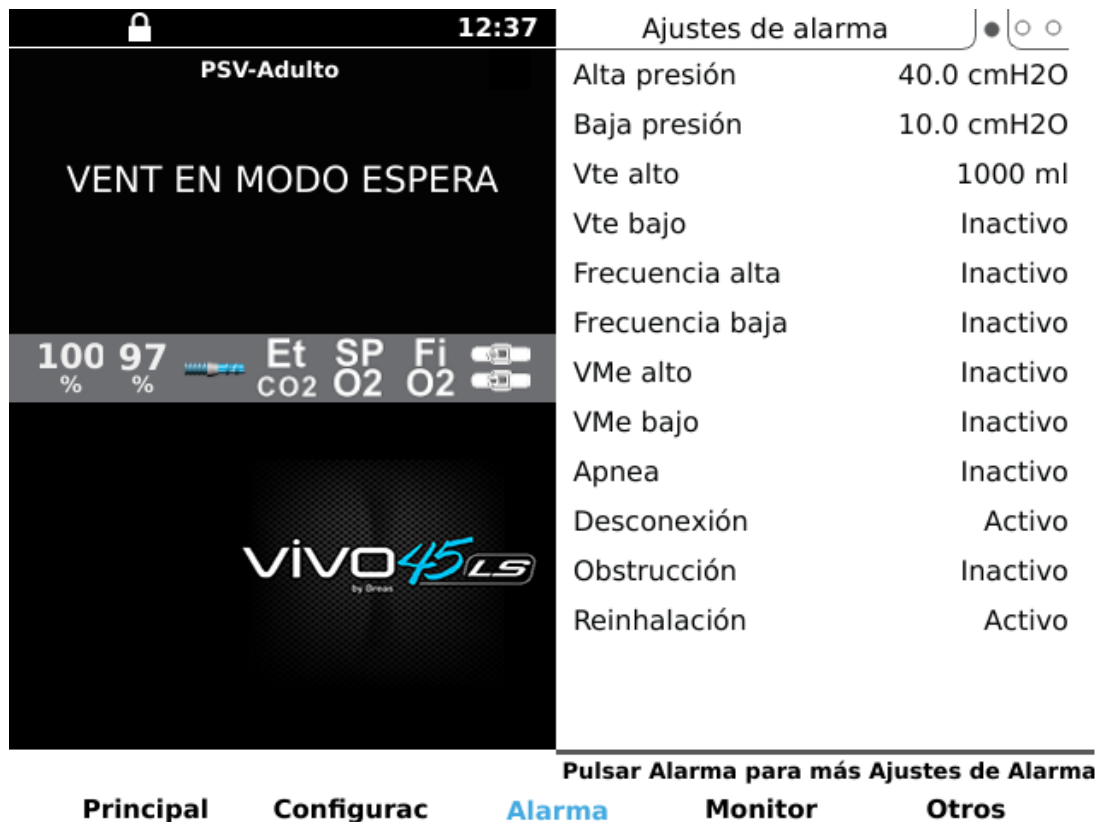 12:37
PSV-Adulto
VENT EN MODO ESPERA
100 97 Et SP Fi
% % CO2 O2 O2
vivo45 LS
by Breas
Ajustes de alarma
Alta presión 40.0 cmH2O
Baja presión 10.0 cmH2O
Vte alto 1000 ml
Vte bajo Inactivo
Frecuencia alta Inactivo
Frecuencia baja Inactivo
VMe alto Inactivo
VMe bajo Inactivo
Apnea Inactivo
Desconexión Activo
Obstrucción Inactivo
Reinhalación Activo
Pulsar Alarma para más Ajustes de Alarma
Principal Configurac Alarma Monitor Otros